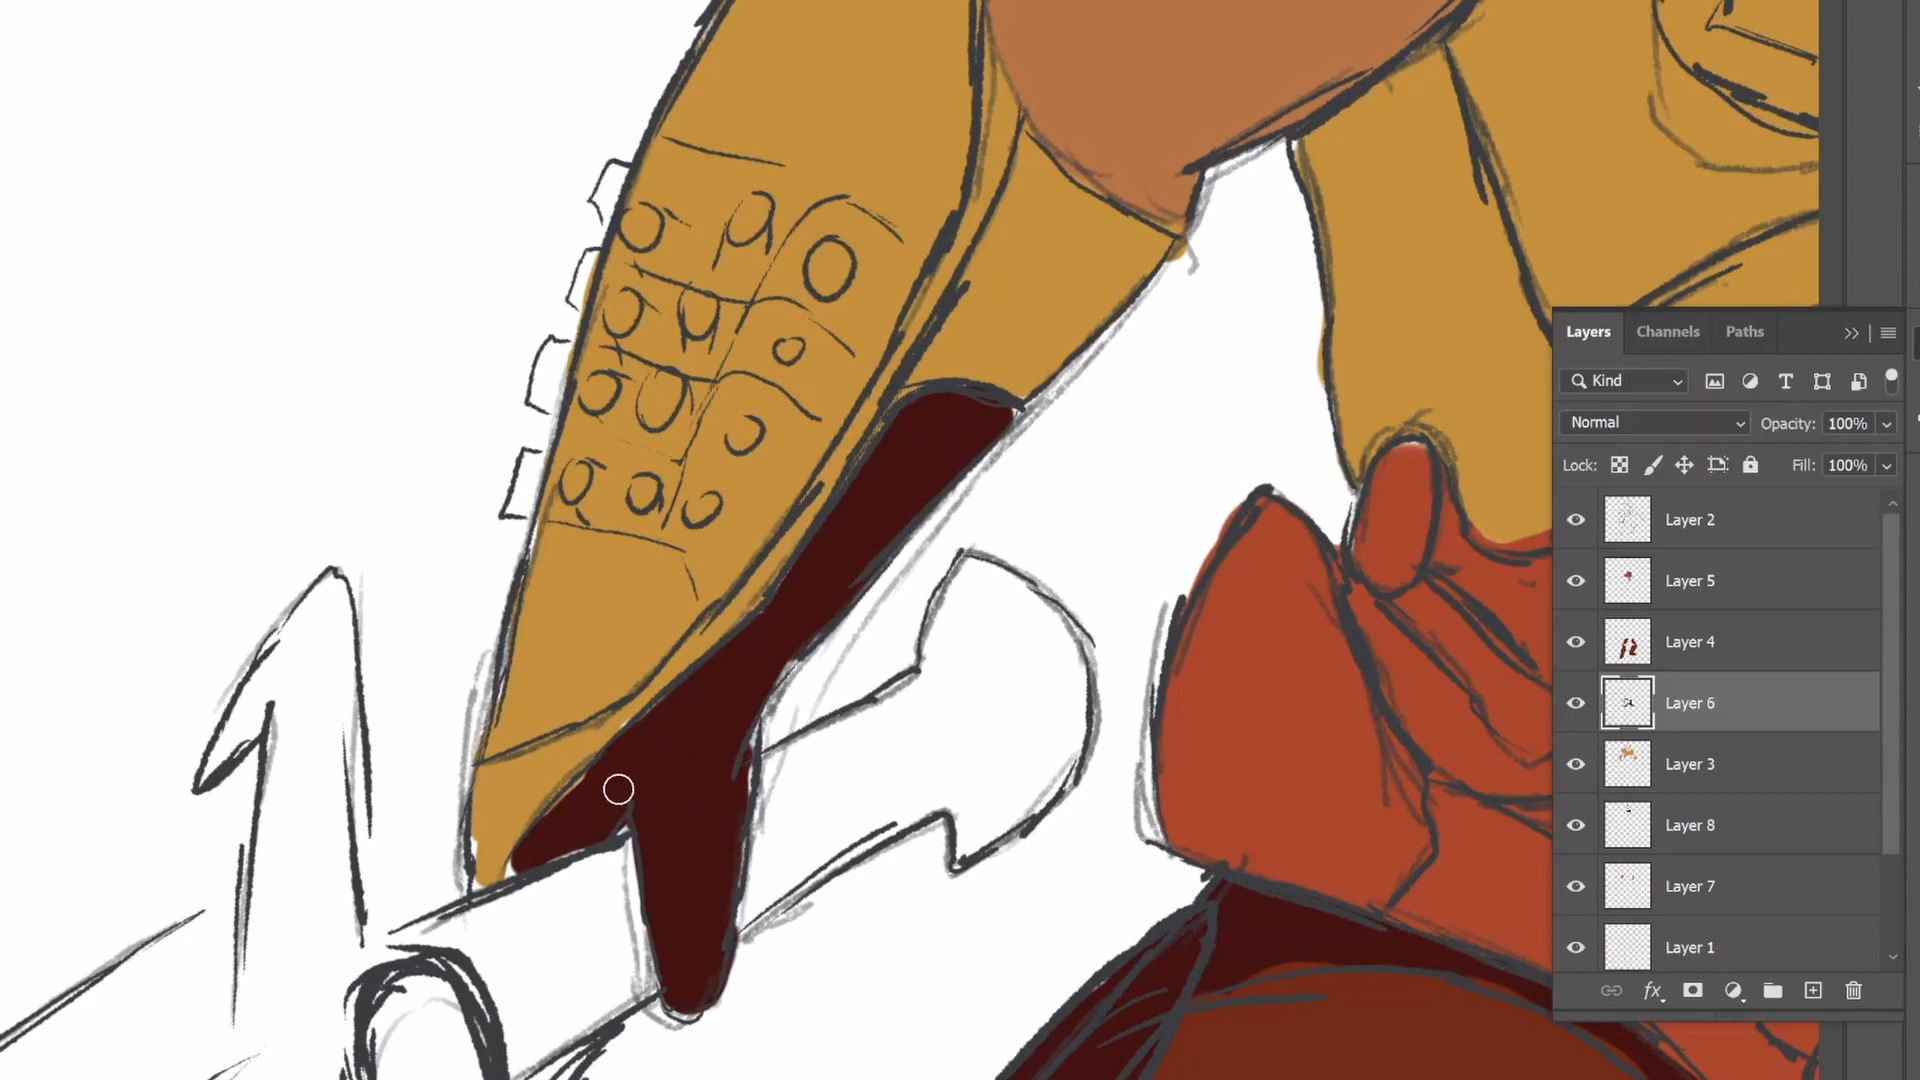 Layers Channels Paths
Kind
Normal Opacity: 100%
Lock: Fill: 100%
Layer 2
Layer 5
Layer 4
Layer 6
Layer 3
Layer 8
Layer 7
Layer 1
fx